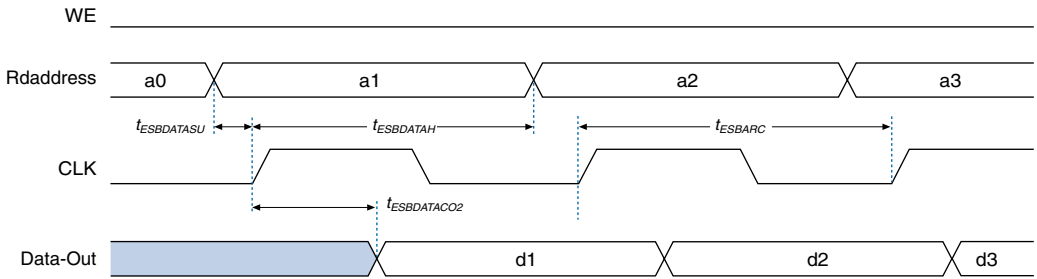 WE
Rdaddress a0 a1 a2 a3
tESBDATASU tESBDATAH tESBARC
CLK
tESBDATACO2
Data-Out d1 d2 d3